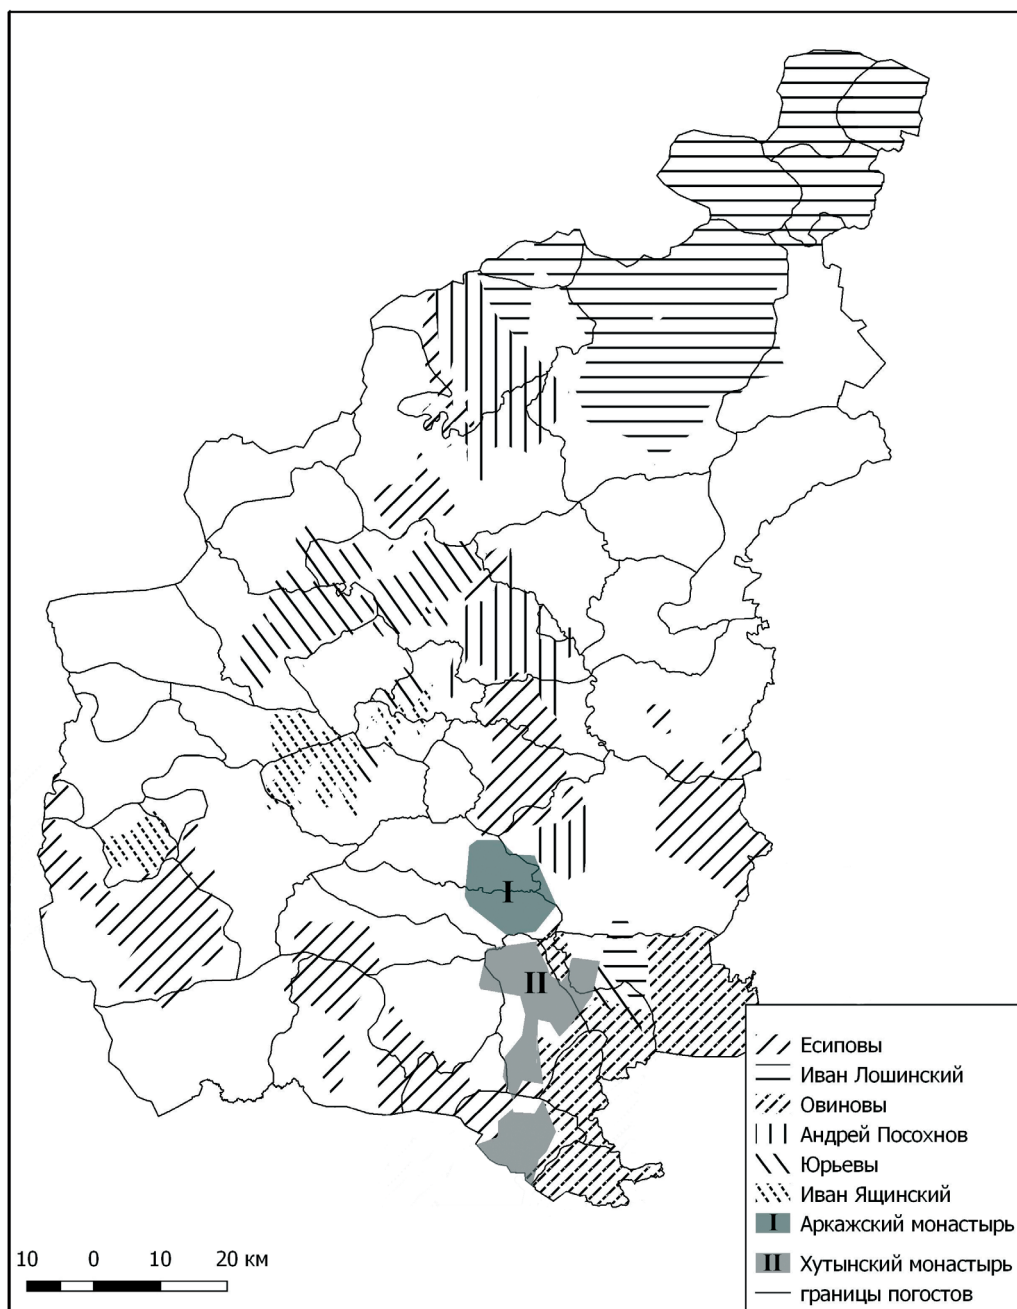 I
II
Есиповы
Иван Лошинский
Овиновы
Андрей Посохнов
Юрьевы
Иван Ящинский
I Аркажский монастырь
II Хутынский монастырь
границы погостов
10 0 10 20 км